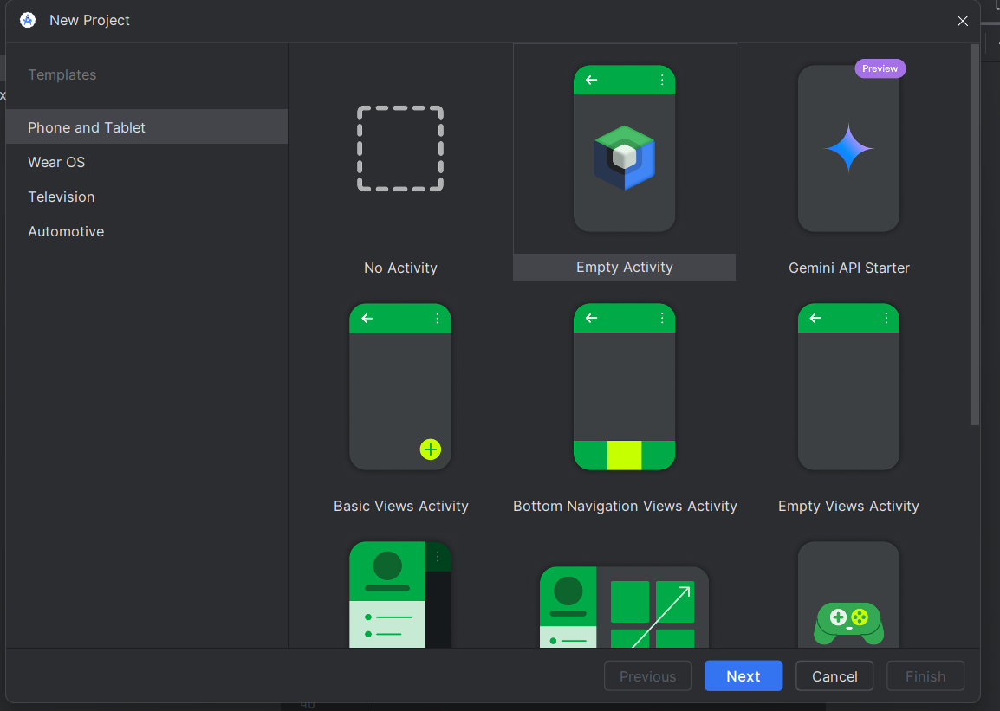 New Project
Templates
Phone and Tablet
Wear OS
Television
Automotive
No Activity
Empty Activity
Preview
Gemini API Starter
Basic Views Activity
Bottom Navigation Views Activity
Empty Views Activity
Previous
Next
Cancel
Finish